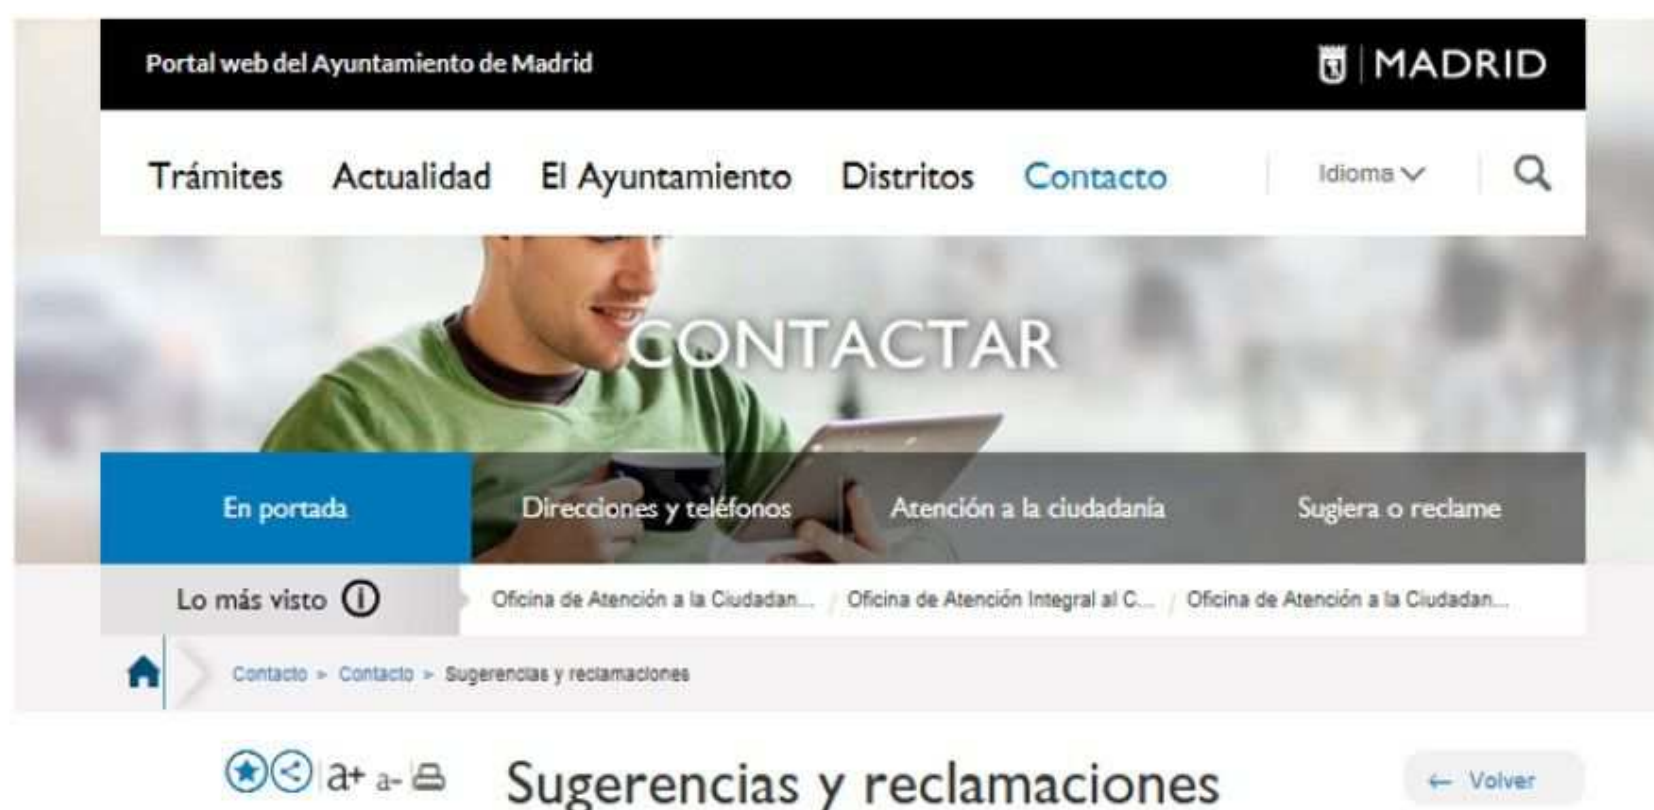 Portal web del Ayuntamiento de Madrid MADRID
Trámites Actualidad El Ayuntamiento Distritos Contacto Idioma
CONTACTAR
En portada Direcciones y teléfonos Atención a la ciudadanía Sugiera o reclame
Lo más visto Oficina de Atención a la Ciudadan... / Oficina de Atención Integral al C... / Oficina de Atención a la Ciudadan...
Contacto » Contacto » Sugerencias y reclamaciones
a+ a- Sugerencias y reclamaciones ← Volver